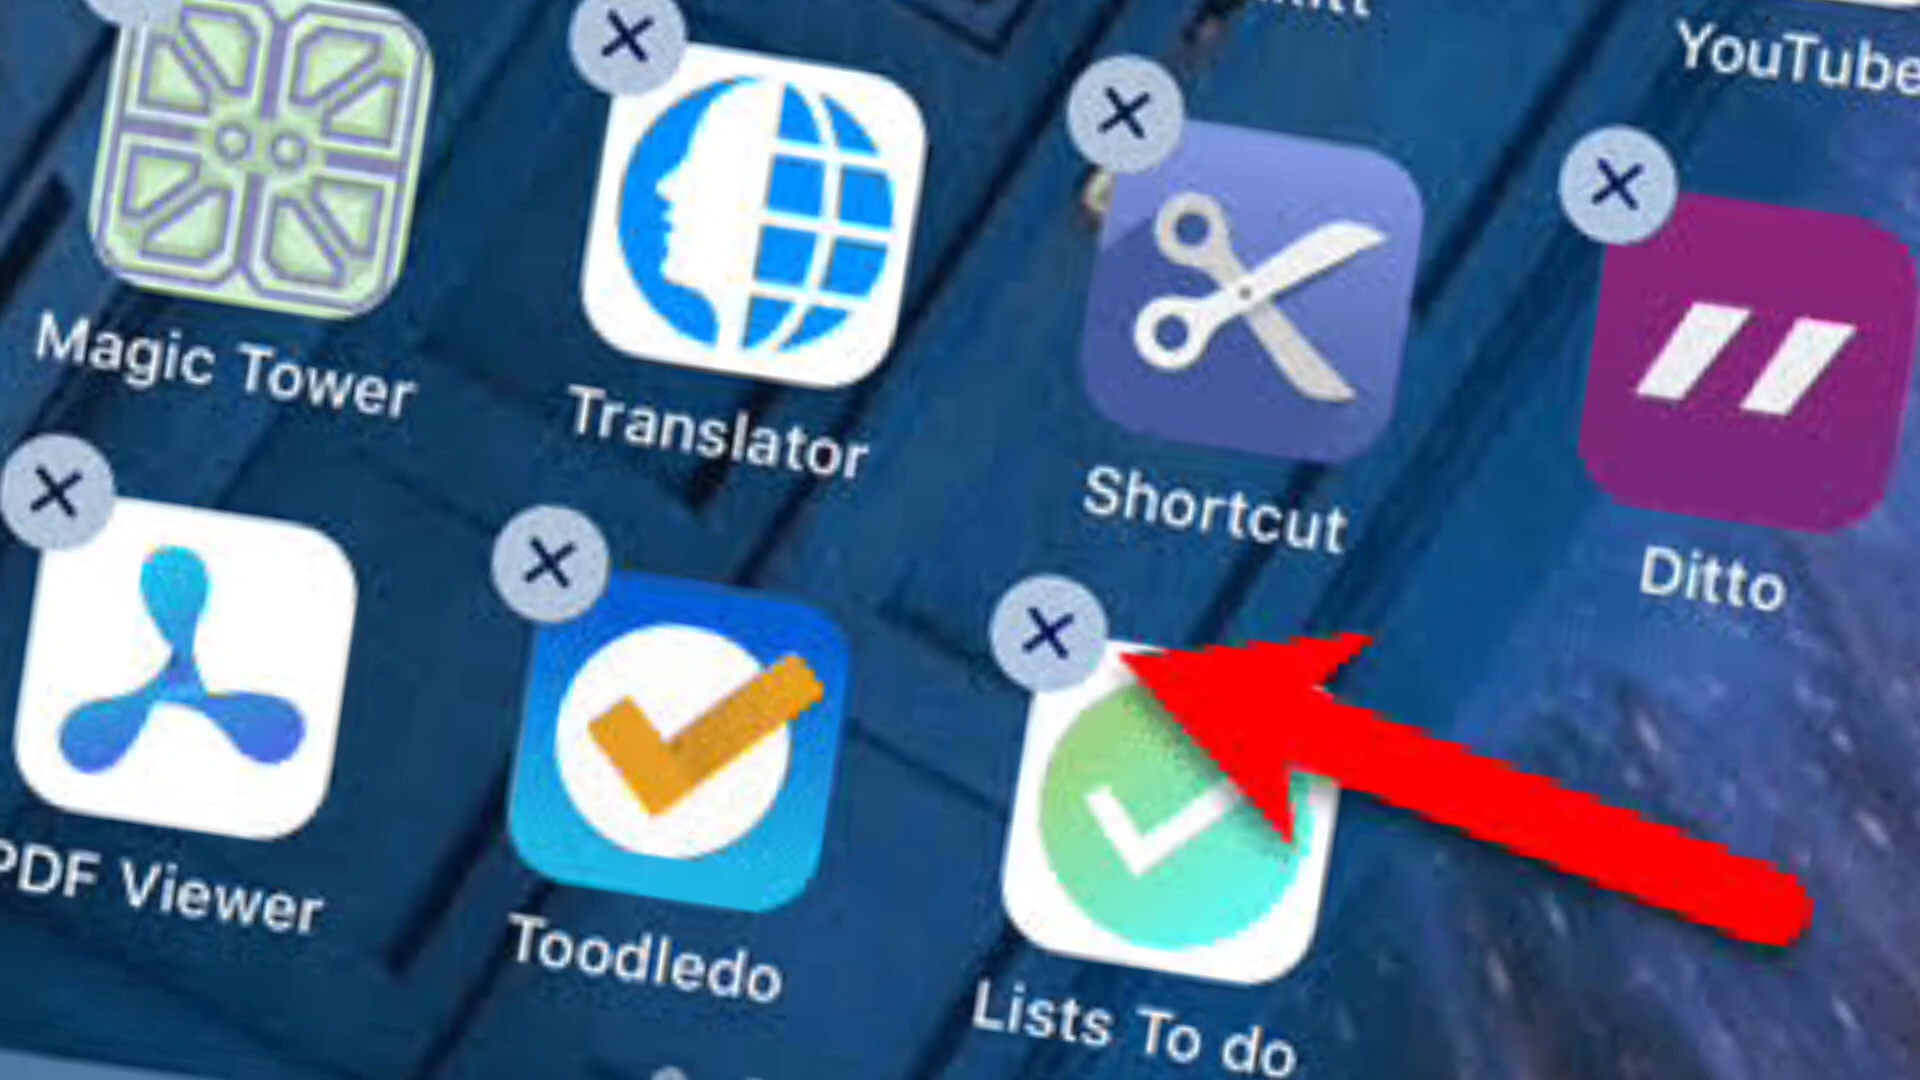 YouTube
Magic Tower
Translator
Shortcut
Ditto
PDF Viewer
Toodledo
Lists To do